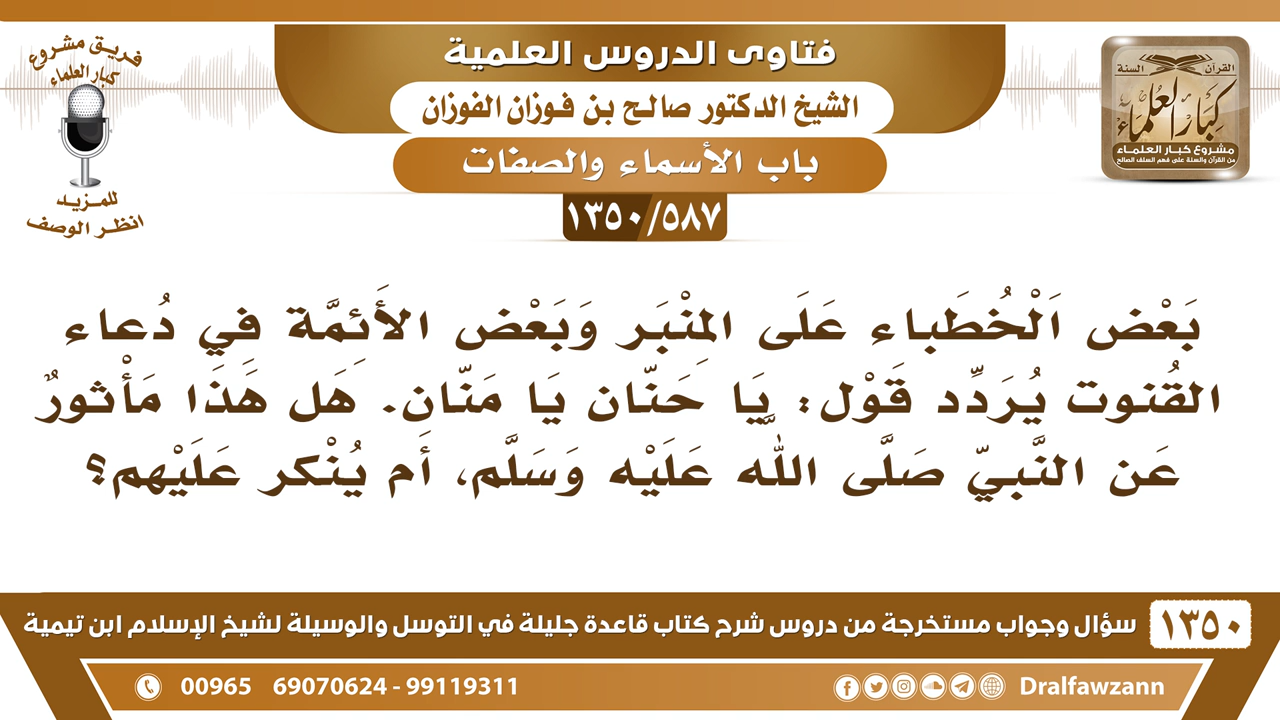 فتاوى الدروس العلمية
الشيخ الدكتور صالح بن فوزان الفوزان
باب الأسماء والصفات
١٣٥٠/٥٨٧
فريق مشروع
كبار العلماء
للمزيد
انظر الوصف
القرآن السنة
كبار العلماء
مشروع كبار العلماء
من القرآن والسنة على فهم السلف الصالح
بَعْض اَلْخُطَباء عَلَى المِنْبَر وَبَعْض الأَئِمَّة في دُعاء
القُنوت يُرَدِّد قَوْل: يَا حَنّان يَا مَنّان. هَل هَذَا مَأْثورٌ
عَن النَّبيّ صَلَّى اللّٰه عَلَيْه وَسَلَّم، أَم يُنْكر عَلَيْهم؟
١٣٥٠ سؤال وجواب مستخرجة من دروس شرح كتاب قاعدة جليلة في التوسل والوسيلة لشيخ الإسلام ابن تيمية
00965 69070624 - 99119311
Dralfawzann